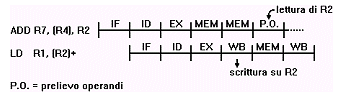 lettura di R2
ADD R7, (R4), R2 IF ID EX MEM MEM P.O. ......
LD R1, (R2)+ IF ID EX WB MEM WB
scrittura su R2
P.O. = prelievo operandi